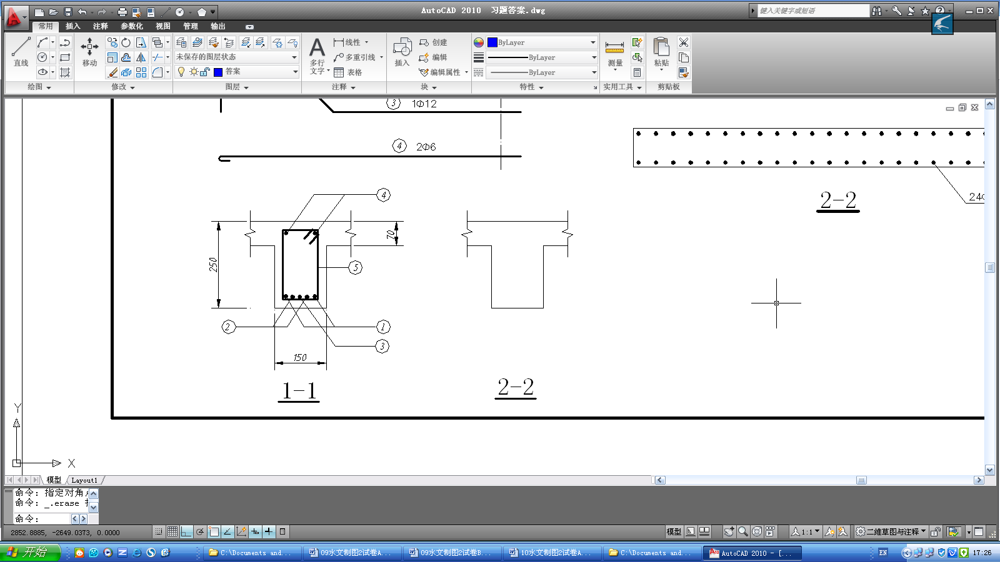 AutoCAD 2010 习题答案.dwg
键入关键字或短语
常用 插入 注释 参数化 视图 管理 输出
直线
移动
未保存的图层状态
答案
多行文字
线性
多重引线
表格
插入
创建
编辑
编辑属性
ByLayer
ByLayer
ByLayer
测量
粘贴
绘图 修改 图层 注释 块 特性 实用工具 剪贴板
3 1Φ12
4 2Φ6
24Φ
2-2
4
70
250
5
2
1
3
150
1-1
2-2
Y
X
模型 Layout1
命令: 指定对角
命令: _.erase
命令:
2852.8885, -2649.0373, 0.0000
模型
1:1
二维草图与注释
开始
C:\Documents and...
09水文制图2试卷A...
09水文制图2试卷B...
10水文制图2试卷A...
C:\Documents and...
AutoCAD 2010 - [...
EN
17:26